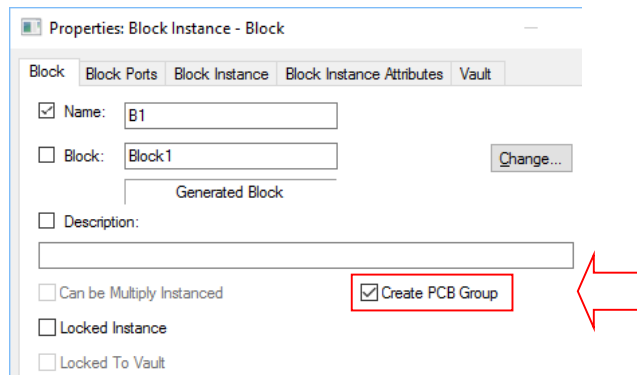 Properties: Block Instance - Block
Block Block Ports Block Instance Block Instance Attributes Vault
Name: B1
Block: Block1 Change...
Generated Block
Description:
Can be Multiply Instanced Create PCB Group
Locked Instance
Locked To Vault